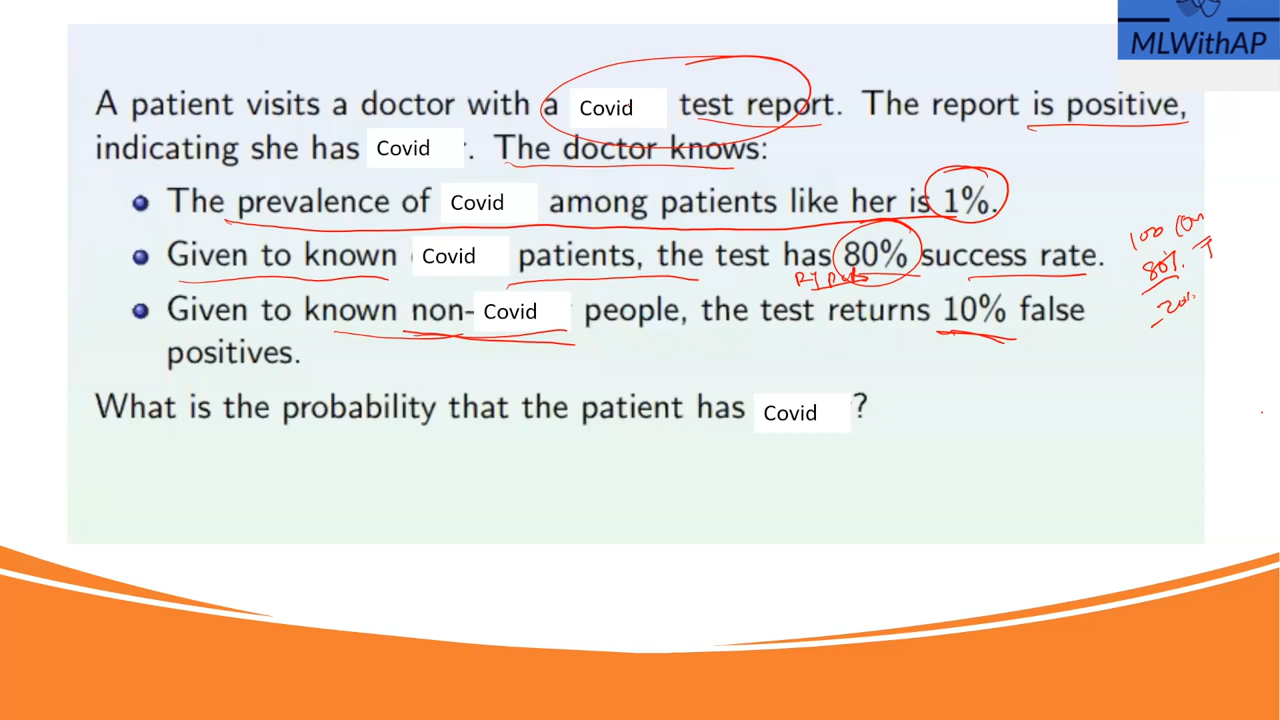 MLWithAP
A patient visits a doctor with a Covid test report. The report is positive,
indicating she has Covid . The doctor knows:
The prevalence of Covid among patients like her is 1%.
Given to known Covid patients, the test has 80% success rate.
Given to known non-Covid people, the test returns 10% false
positives.
What is the probability that the patient has Covid ?
100
80%
20%